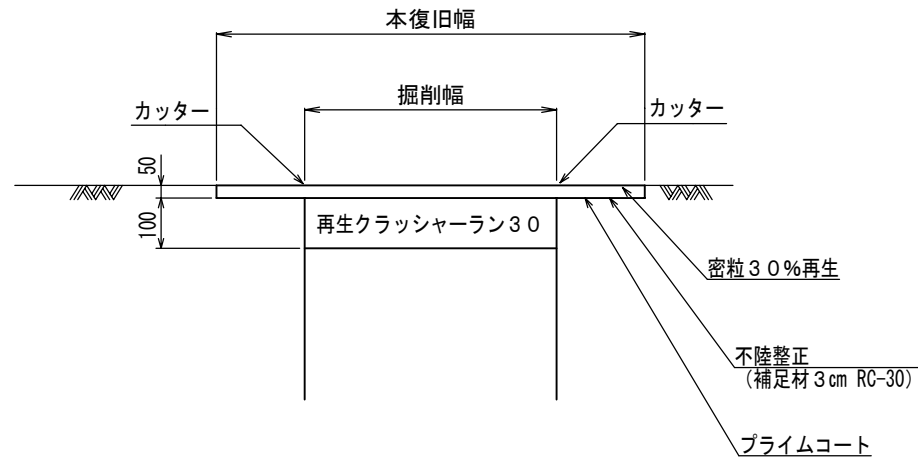 本復旧幅
掘削幅
カッター
カッター
50
100
再生クラッシャーラン３０
密粒３０%再生
不陸整正
（補足材３㎝ RC-30）
プライムコート